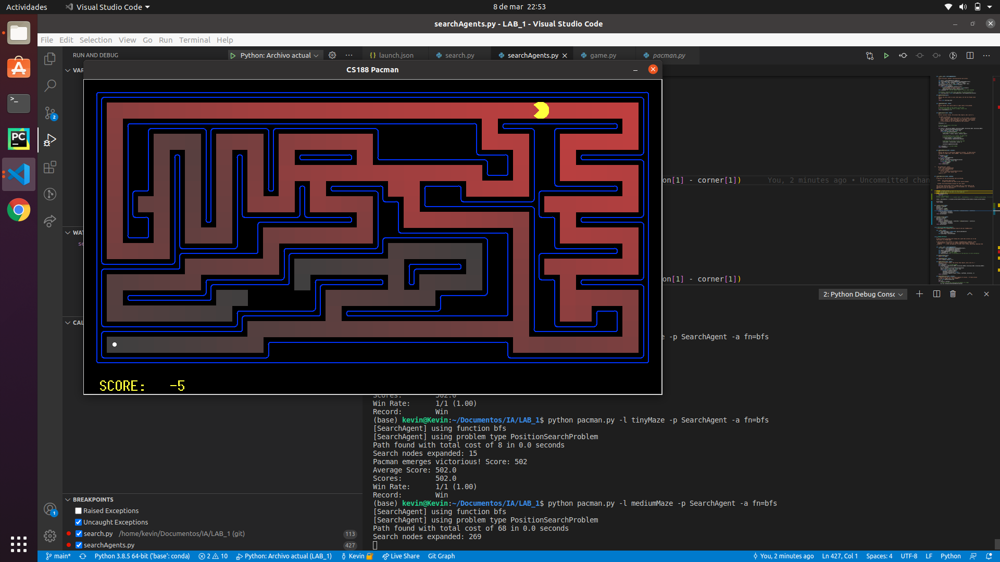 Actividades
Visual Studio Code
8 de mar 22:53
searchAgents.py - LAB_1 - Visual Studio Code
File Edit Selection View Go Run Terminal Help
RUN AND DEBUG
Python: Archivo actual
launch.json
search.py
searchAgents.py
game.py
pacman.py
VAR
CS188 Pacman
on[1] - corner[1])
You, 2 minutes ago • Uncommitted chan
WAT
se
on[1] - corner[1])
2: Python Debug Consc
CAL
e -p SearchAgent -a fn=bfs
SCORE: -5
Scores: 502.0
Win Rate: 1/1 (1.00)
Record: Win
(base) kevin@Kevin:~/Documentos/IA/LAB_1$ python pacman.py -l tinyMaze -p SearchAgent -a fn=bfs
[SearchAgent] using function bfs
[SearchAgent] using problem type PositionSearchProblem
Path found with total cost of 8 in 0.0 seconds
Search nodes expanded: 15
Pacman emerges victorious! Score: 502
Average Score: 502.0
Scores: 502.0
Win Rate: 1/1 (1.00)
Record: Win
(base) kevin@Kevin:~/Documentos/IA/LAB_1$ python pacman.py -l mediumMaze -p SearchAgent -a fn=bfs
[SearchAgent] using function bfs
[SearchAgent] using problem type PositionSearchProblem
Path found with total cost of 68 in 0.0 seconds
Search nodes expanded: 269
BREAKPOINTS
Raised Exceptions
Uncaught Exceptions
search.py /home/kevin/Documentos/IA/LAB_1 (git) 113
searchAgents.py 427
PC
>_
2
1
main*
Python 3.8.5 64-bit ('base': conda)
2
10
Python: Archivo actual (LAB_1)
Kevin
Live Share
Git Graph
You, 2 minutes ago
Ln 427, Col 1
Spaces: 4
UTF-8
LF
Python